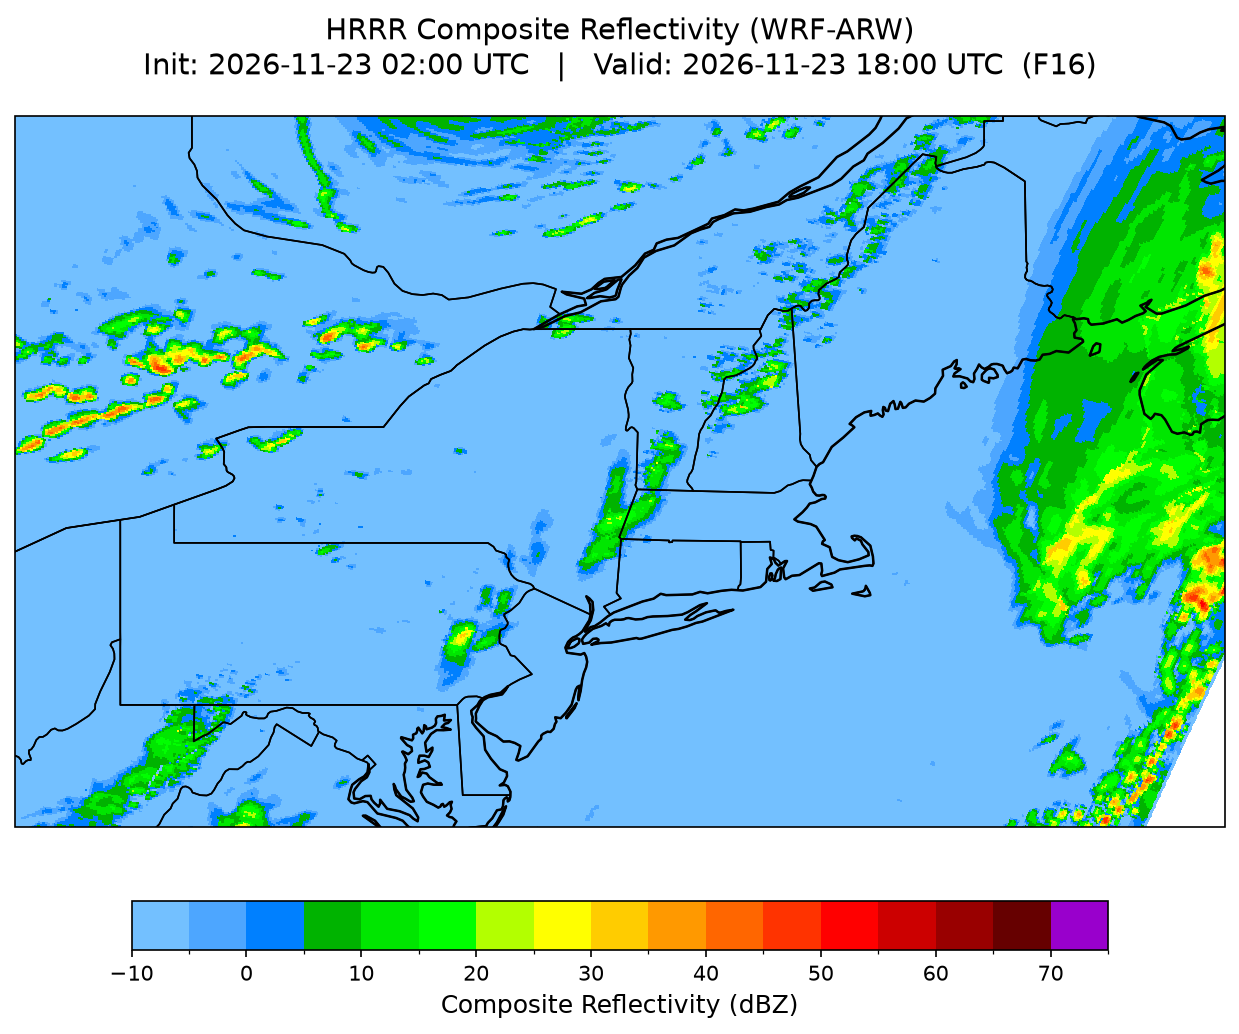 HRRR Composite Reflectivity (WRF-ARW)
Init: 2026-11-23 02:00 UTC | Valid: 2026-11-23 18:00 UTC (F16)
−10 0 10 20 30 40 50 60 70
Composite Reflectivity (dBZ)